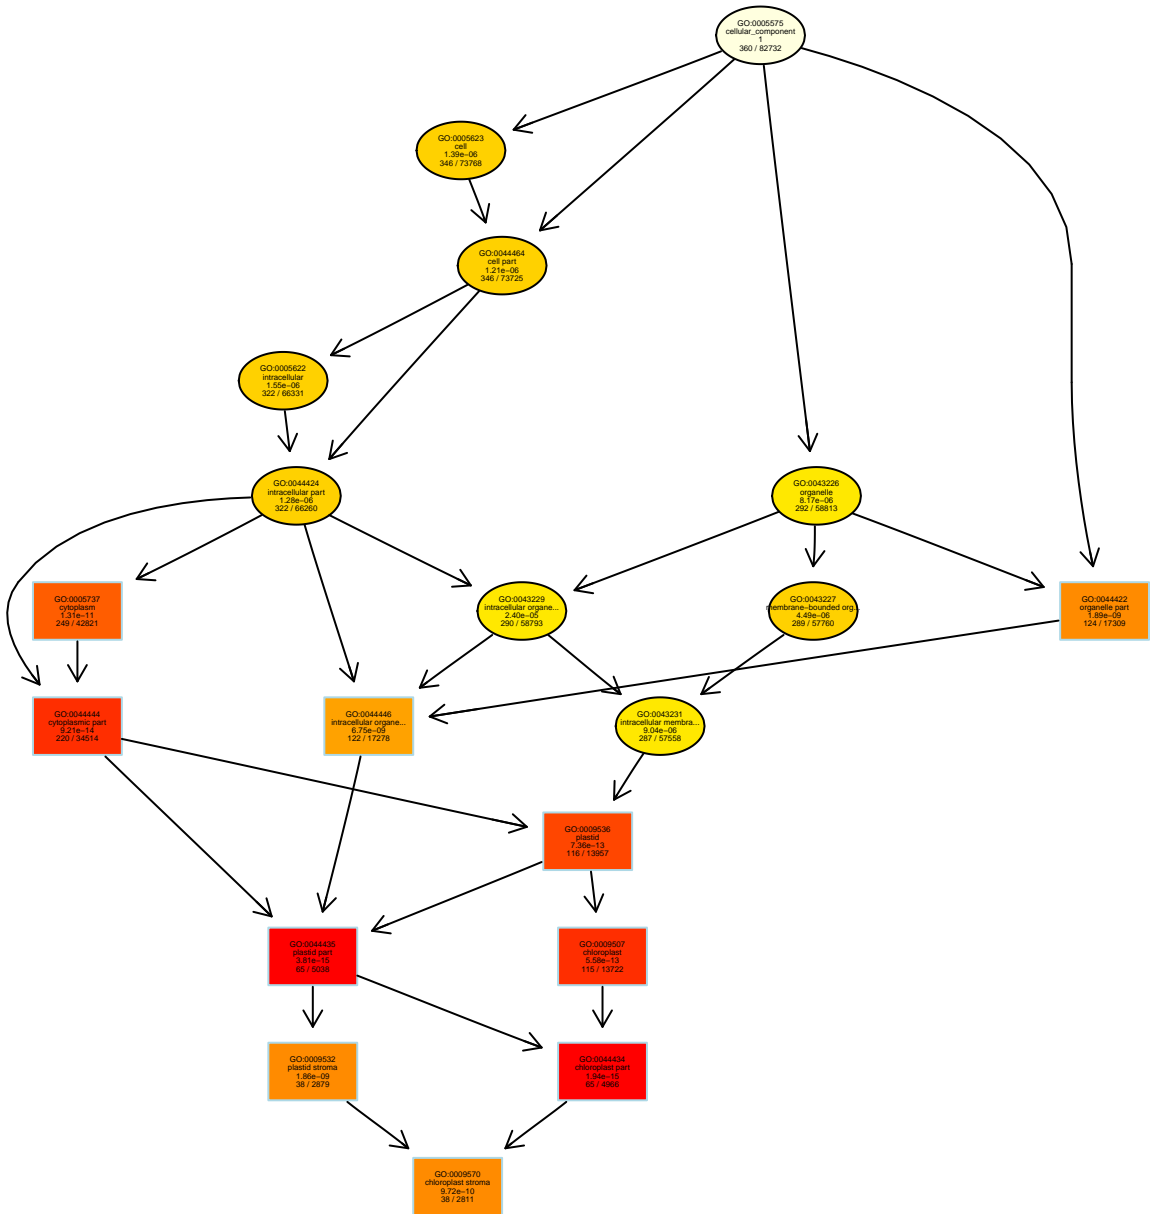 GO:0005575
cellular_component
1
360 / 82732
GO:0005623
cell
1.39e−06
346 / 73768
GO:0044464
cell part
1.21e−06
346 / 73725
GO:0005622
intracellular
1.55e−06
322 / 66331
GO:0044424
intracellular part
1.28e−06
322 / 66260
GO:0043226
organelle
8.17e−06
292 / 58813
GO:0005737
cytoplasm
1.31e−11
249 / 42821
GO:0043229
intracellular organe...
2.40e−05
290 / 58793
GO:0043227
membrane−bounded org...
4.49e−06
289 / 57760
GO:0044422
organelle part
1.89e−09
124 / 17309
GO:0044444
cytoplasmic part
9.21e−14
220 / 34514
GO:0044446
intracellular organe...
6.75e−09
122 / 17278
GO:0043231
intracellular membra...
9.04e−06
287 / 57558
GO:0009536
plastid
7.36e−13
116 / 13957
GO:0044435
plastid part
3.81e−15
65 / 5038
GO:0009507
chloroplast
5.58e−13
115 / 13722
GO:0009532
plastid stroma
1.86e−09
38 / 2879
GO:0044434
chloroplast part
1.94e−15
65 / 4966
GO:0009570
chloroplast stroma
9.72e−10
38 / 2811